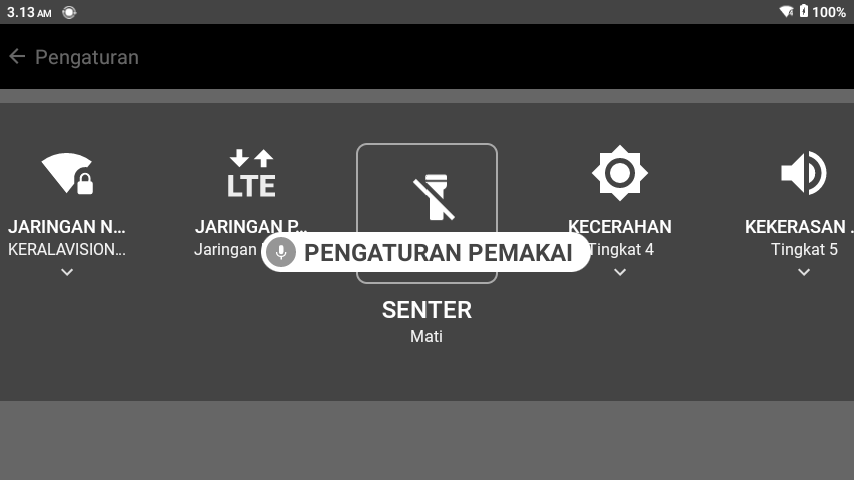 3.13 AM
100%
Pengaturan
LTE
JARINGAN N...
JARINGAN P...
KECERAHAN
KEKERASAN .
KERALAVISION...
Jaringan
Tingkat 4
Tingkat 5
PENGATURAN PEMAKAI
SENTER
Mati